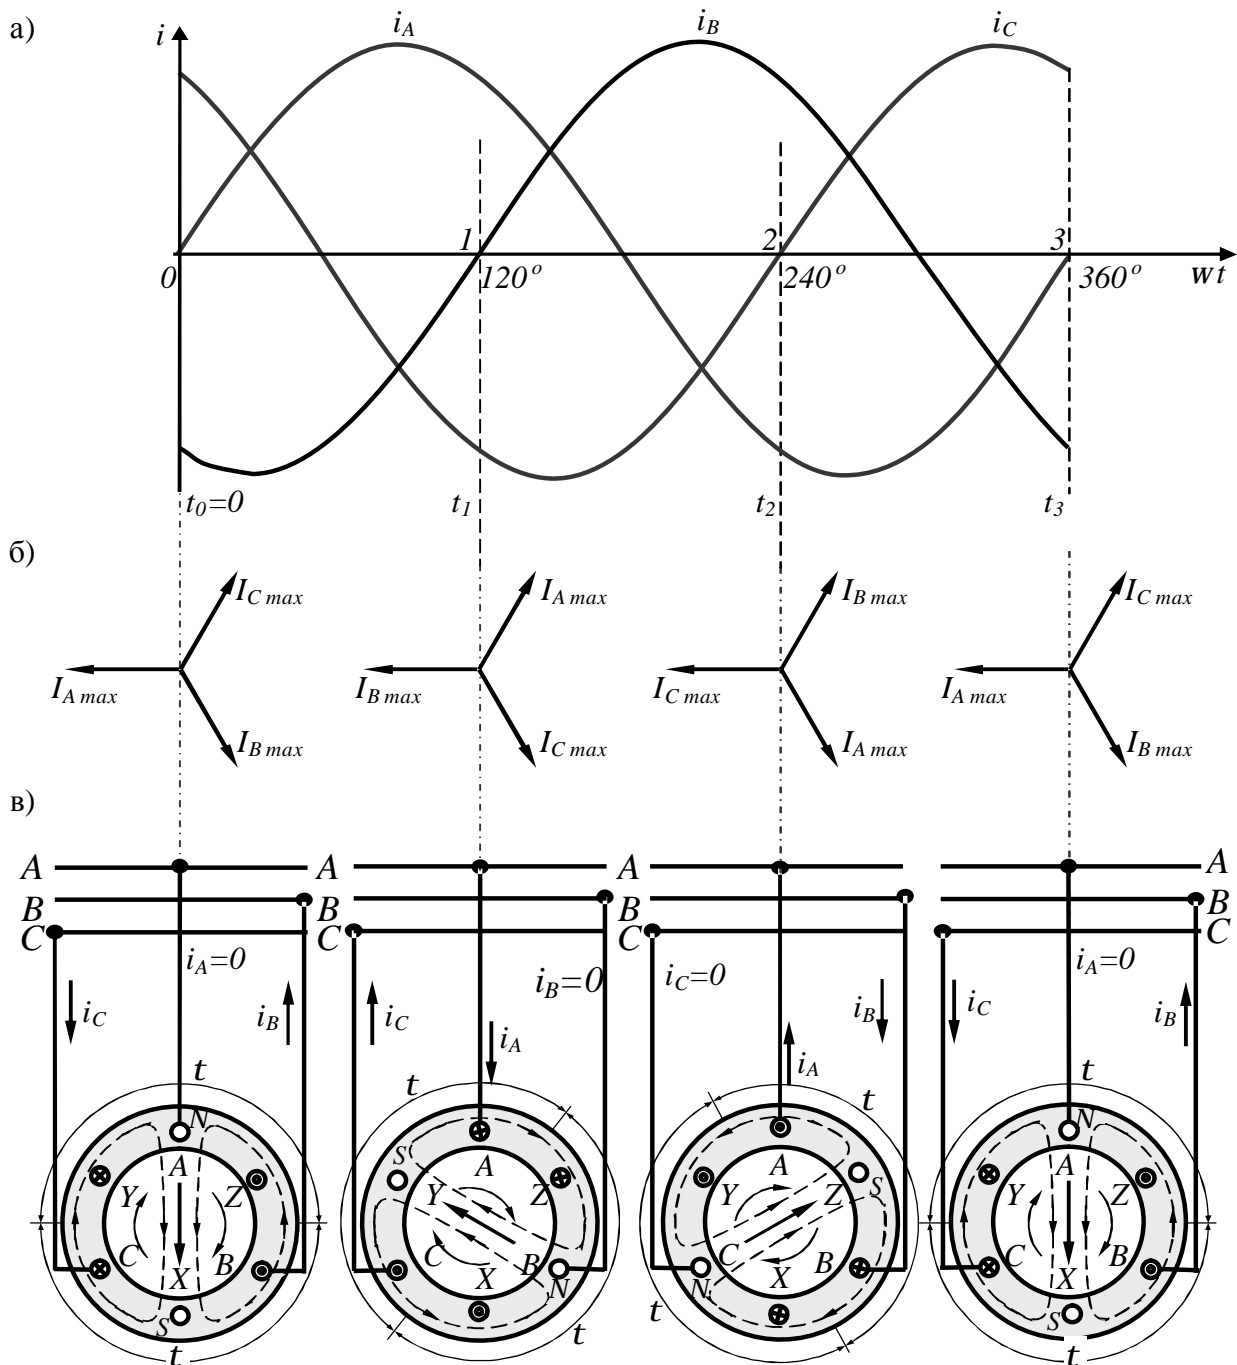 а)
i
i_A
i_B
i_C
1
2
3
0
120°
240°
360°
wt
t_0=0
t_1
t_2
t_3
б)
I_C max
I_A max
I_B max
I_C max
I_A max
I_B max
I_C max
I_A max
I_B max
I_C max
I_A max
I_B max
в)
A
A
A
A
B
B
B
B
C
C
C
C
i_A=0
i_B=0
i_C=0
i_A=0
i_C
i_B
i_C
i_A
i_B
i_A
i_C
i_B
t
N
A
Y
Z
C
B
X
S
t
t
S
A
Y
Z
C
B
X
N
t
t
A
S
Y
Z
C
B
X
N
t
t
N
A
Y
Z
C
B
X
S
t